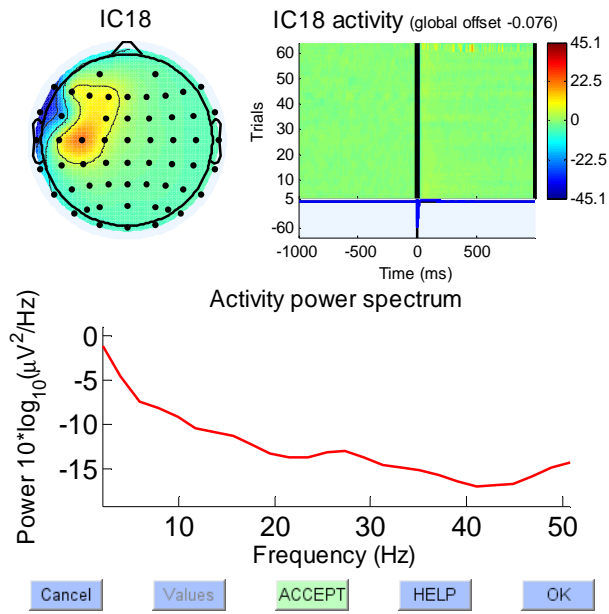 IC18
IC18 activity (global offset -0.076)
Trials
60
50
40
30
20
10
5
-60
-1000 -500 0 500
Time (ms)
45.1
22.5
0
-22.5
-45.1
Activity power spectrum
Power 10*log10(μV2/Hz)
0
-5
-10
-15
10 20 30 40 50
Frequency (Hz)
Cancel Values ACCEPT HELP OK